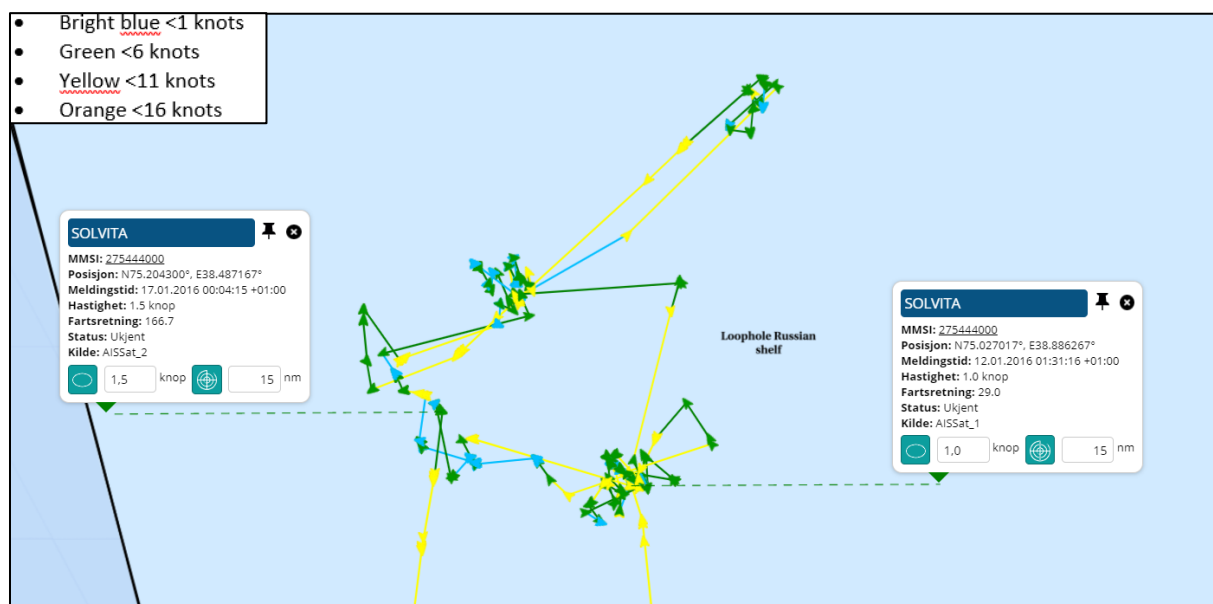 • Bright blue <1 knots
• Green <6 knots
• Yellow <11 knots
• Orange <16 knots
SOLVITA
MMSI: 275444000
Posisjon: N75.204300°, E38.487167°
Meldingstid: 17.01.2016 00:04:15 +01:00
Hastighet: 1.5 knop
Fartsretning: 166.7
Status: Ukjent
Kilde: AISSat_2
1,5 knop 15 nm
Loophole Russian
shelf
SOLVITA
MMSI: 275444000
Posisjon: N75.027017°, E38.886267°
Meldingstid: 12.01.2016 01:31:16 +01:00
Hastighet: 1.0 knop
Fartsretning: 29.0
Status: Ukjent
Kilde: AISSat_1
1,0 knop 15 nm